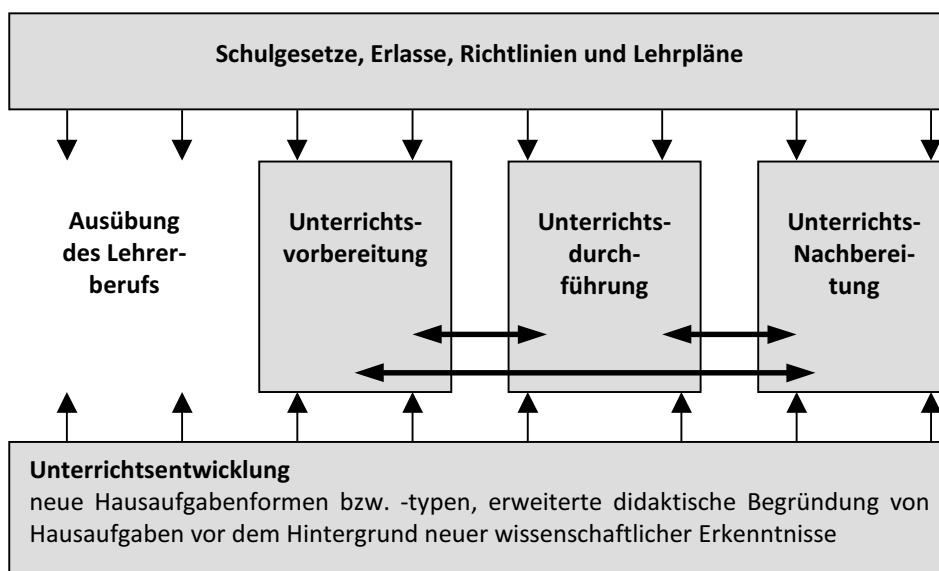 Schulgesetze, Erlasse, Richtlinien und Lehrpläne
Ausübung
des Lehrer-
berufs
Unterrichts-
vorbereitung
Unterrichts-
durch-
führung
Unterrichts-
Nachberei-
tung
Unterrichtsentwicklung
neue Hausaufgabenformen bzw. -typen, erweiterte didaktische Begründung von
Hausaufgaben vor dem Hintergrund neuer wissenschaftlicher Erkenntnisse